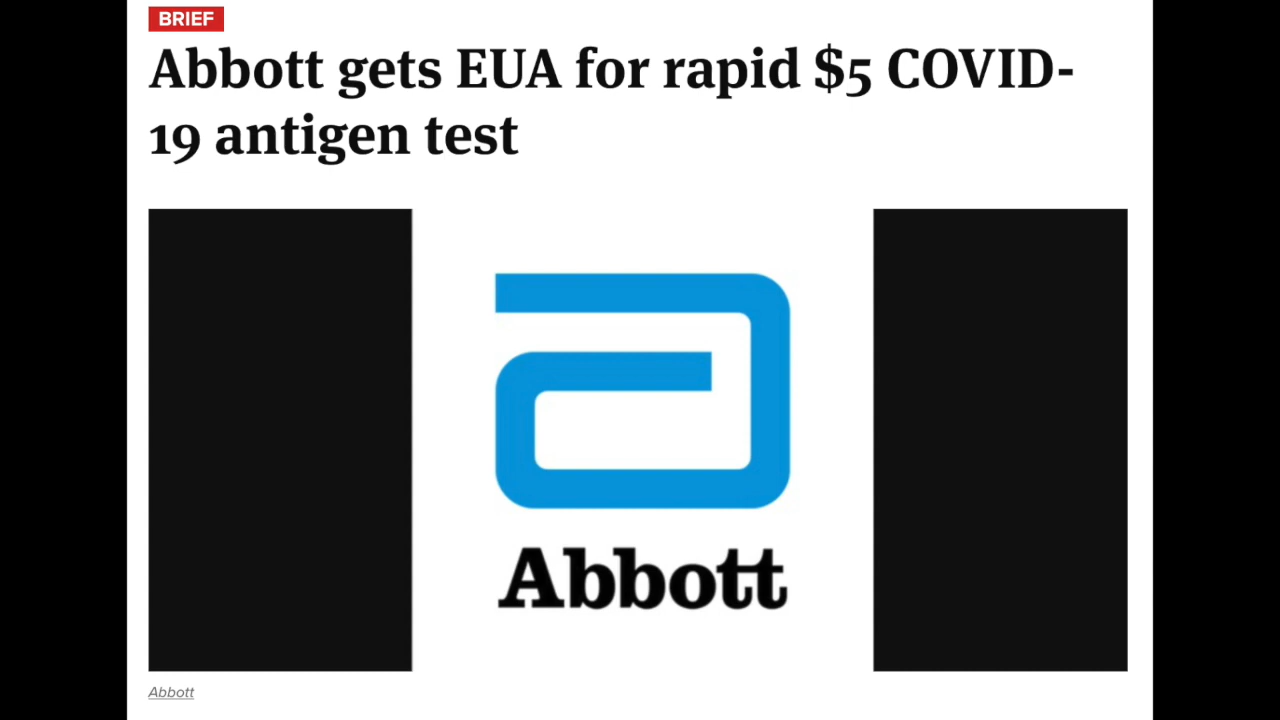 BRIEF
Abbott gets EUA for rapid $5 COVID-
19 antigen test
Abbott
Abbott